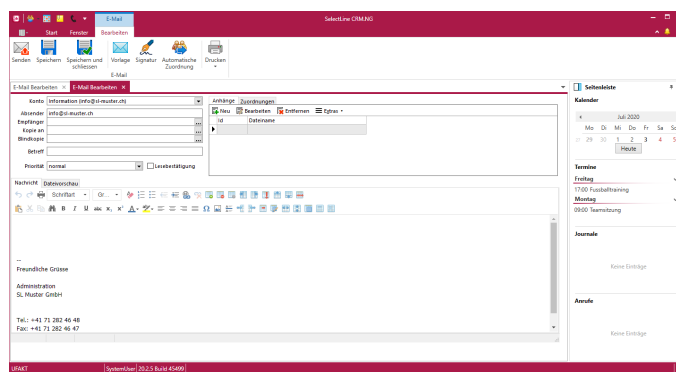 E-Mail
SelectLine CRM.NG
Start Fenster Bearbeiten
Senden Speichern Speichern und schliessen Vorlage Signatur Automatische Zuordnung Drucken
E-Mail
E-Mail Bearbeiten × E-Mail Bearbeiten ×
Konto Information (info@sl-muster.ch)
Absender info@sl-muster.ch
Empfänger
Kopie an
Blindkopie
Betreff
Priorität normal Lesebestätigung
Anhänge Zuordnungen
Neu Bearbeiten Entfernen Extras
Id Dateiname
Nachricht Dateivorschau
Schriftart Gr...
B I U abc x, x'
--
Freundliche Grüsse
Administration
SL Muster GmbH
Tel.: +41 71 282 46 48
Fax: +41 71 282 46 47
Seitenleiste
Kalender
Juli 2020
Mo Di Mi Do Fr Sa So
29 30 1 2 3 4 5
Heute
Termine
Freitag
17:00 Fussballtraining
Montag
09:00 Teamsitzung
Journale
Keine Einträge
Anrufe
Keine Einträge
UFAKT SystemUser 20.2.5 Build 45499